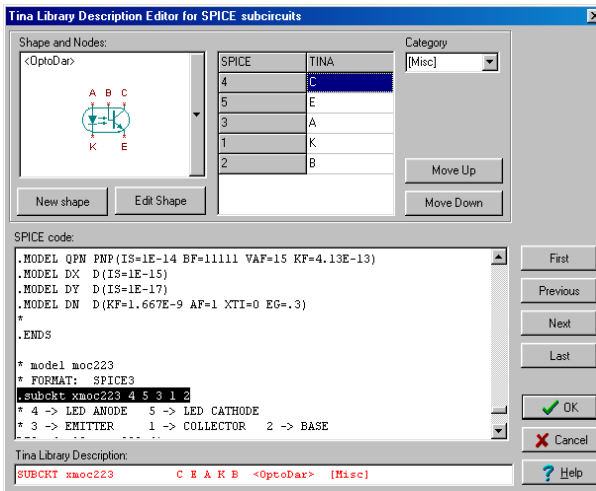 Tina Library Description Editor for SPICE subcircuits
Shape and Nodes:
<OptoDar>
A B C
K E
SPICE TINA
4 C
5 E
3 A
1 K
2 B
Category
[Misc]
Move Up
Move Down
New shape
Edit Shape
SPICE code:
.MODEL QPN PNP(IS=1E-14 BF=11111 VAF=15 KF=4.13E-13)
.MODEL DX  D(IS=1E-15)
.MODEL DY  D(IS=1E-17)
.MODEL DN  D(KF=1.667E-9 AF=1 XTI=0 EG=.3)
*
.ENDS
* model moc223
* FORMAT:  SPICE3
.subckt xmoc223 4 5 3 1 2
* 4 -> LED ANODE   5 -> LED CATHODE
* 3 -> EMITTER     1 -> COLLECTOR   2 -> BASE
First
Previous
Next
Last
OK
Cancel
Help
Tina Library Description:
SUBCKT xmoc223        C E A K B  <OptoDar>  [Misc]